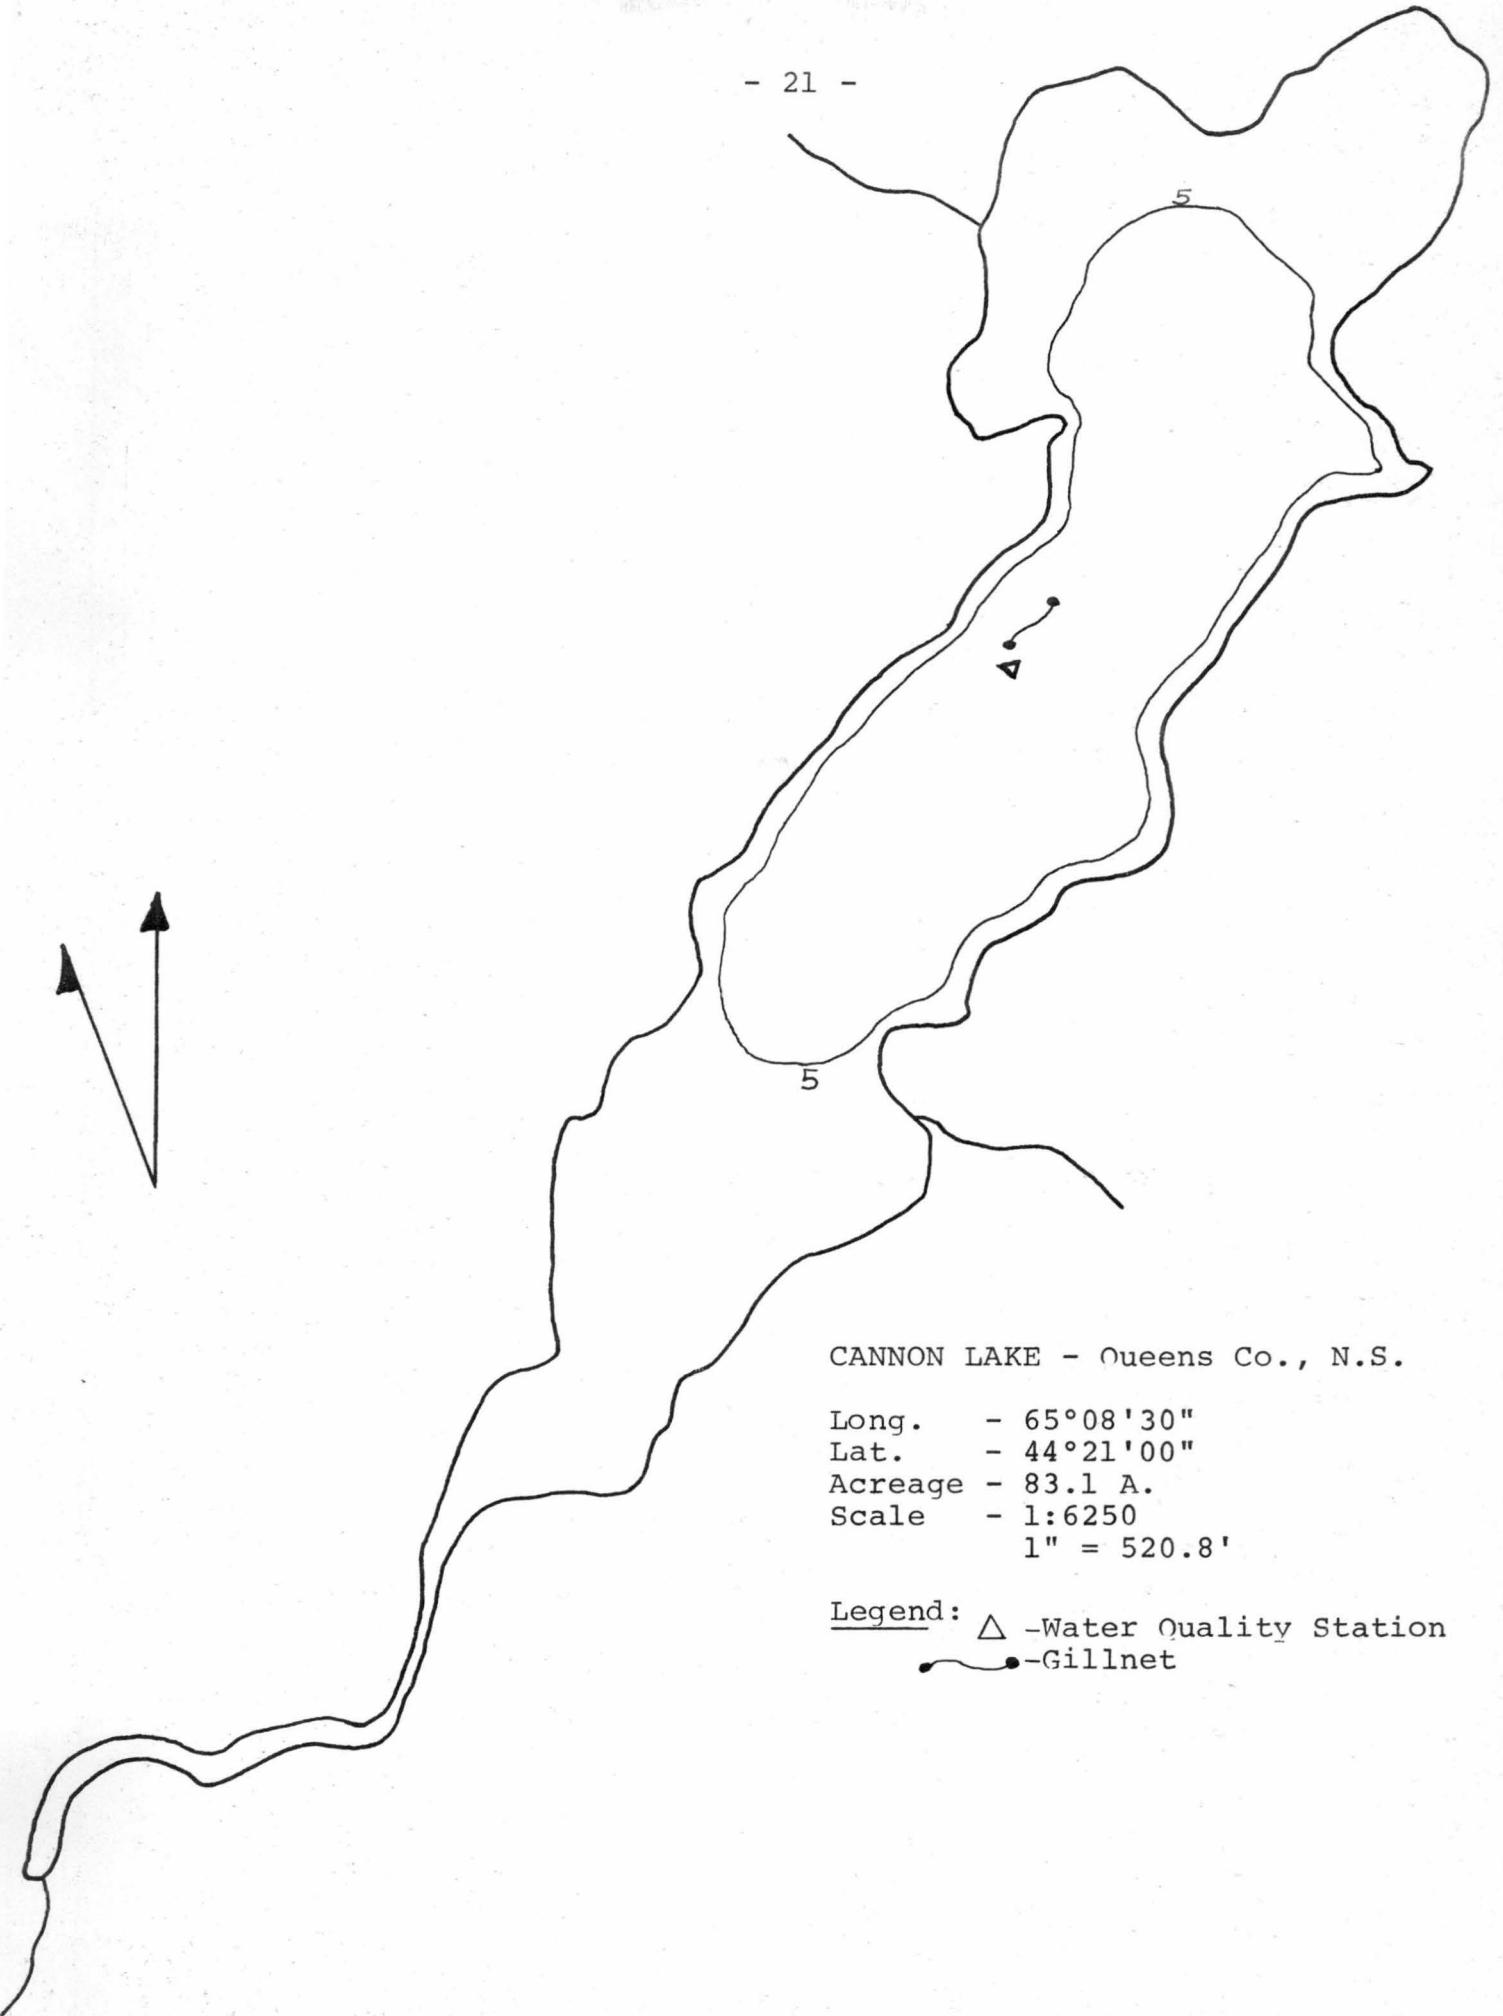 - 21 -
5
5
CANNON LAKE - Queens Co., N.S.
Long. - 65°08'30"
Lat. - 44°21'00"
Acreage - 83.1 A.
Scale - 1:6250
1" = 520.8'
Legend: △ -Water Quality Station
-Gillnet